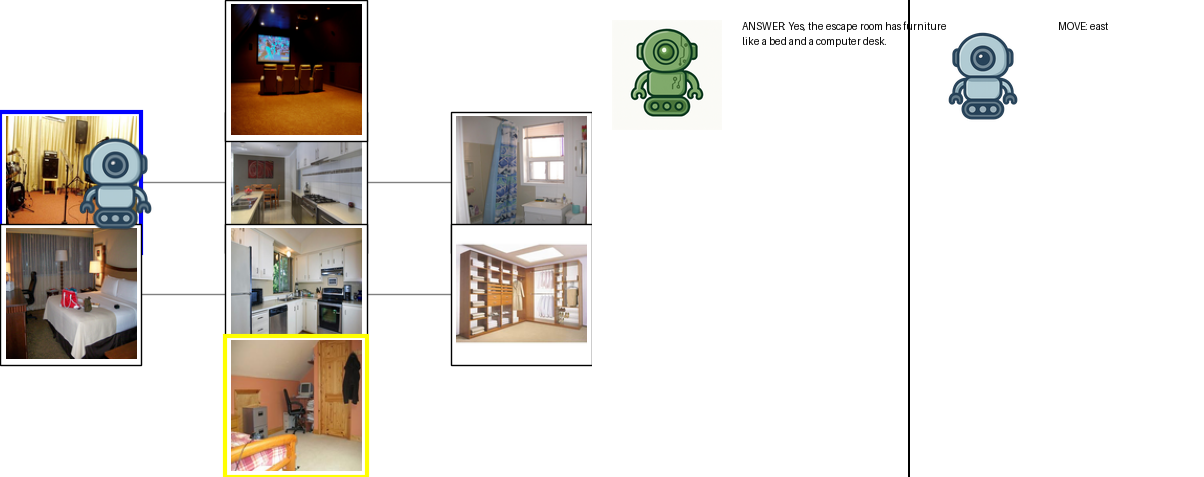 ANSWER: Yes, the escape room has furniture
like a bed and a computer desk.
MOVE: east